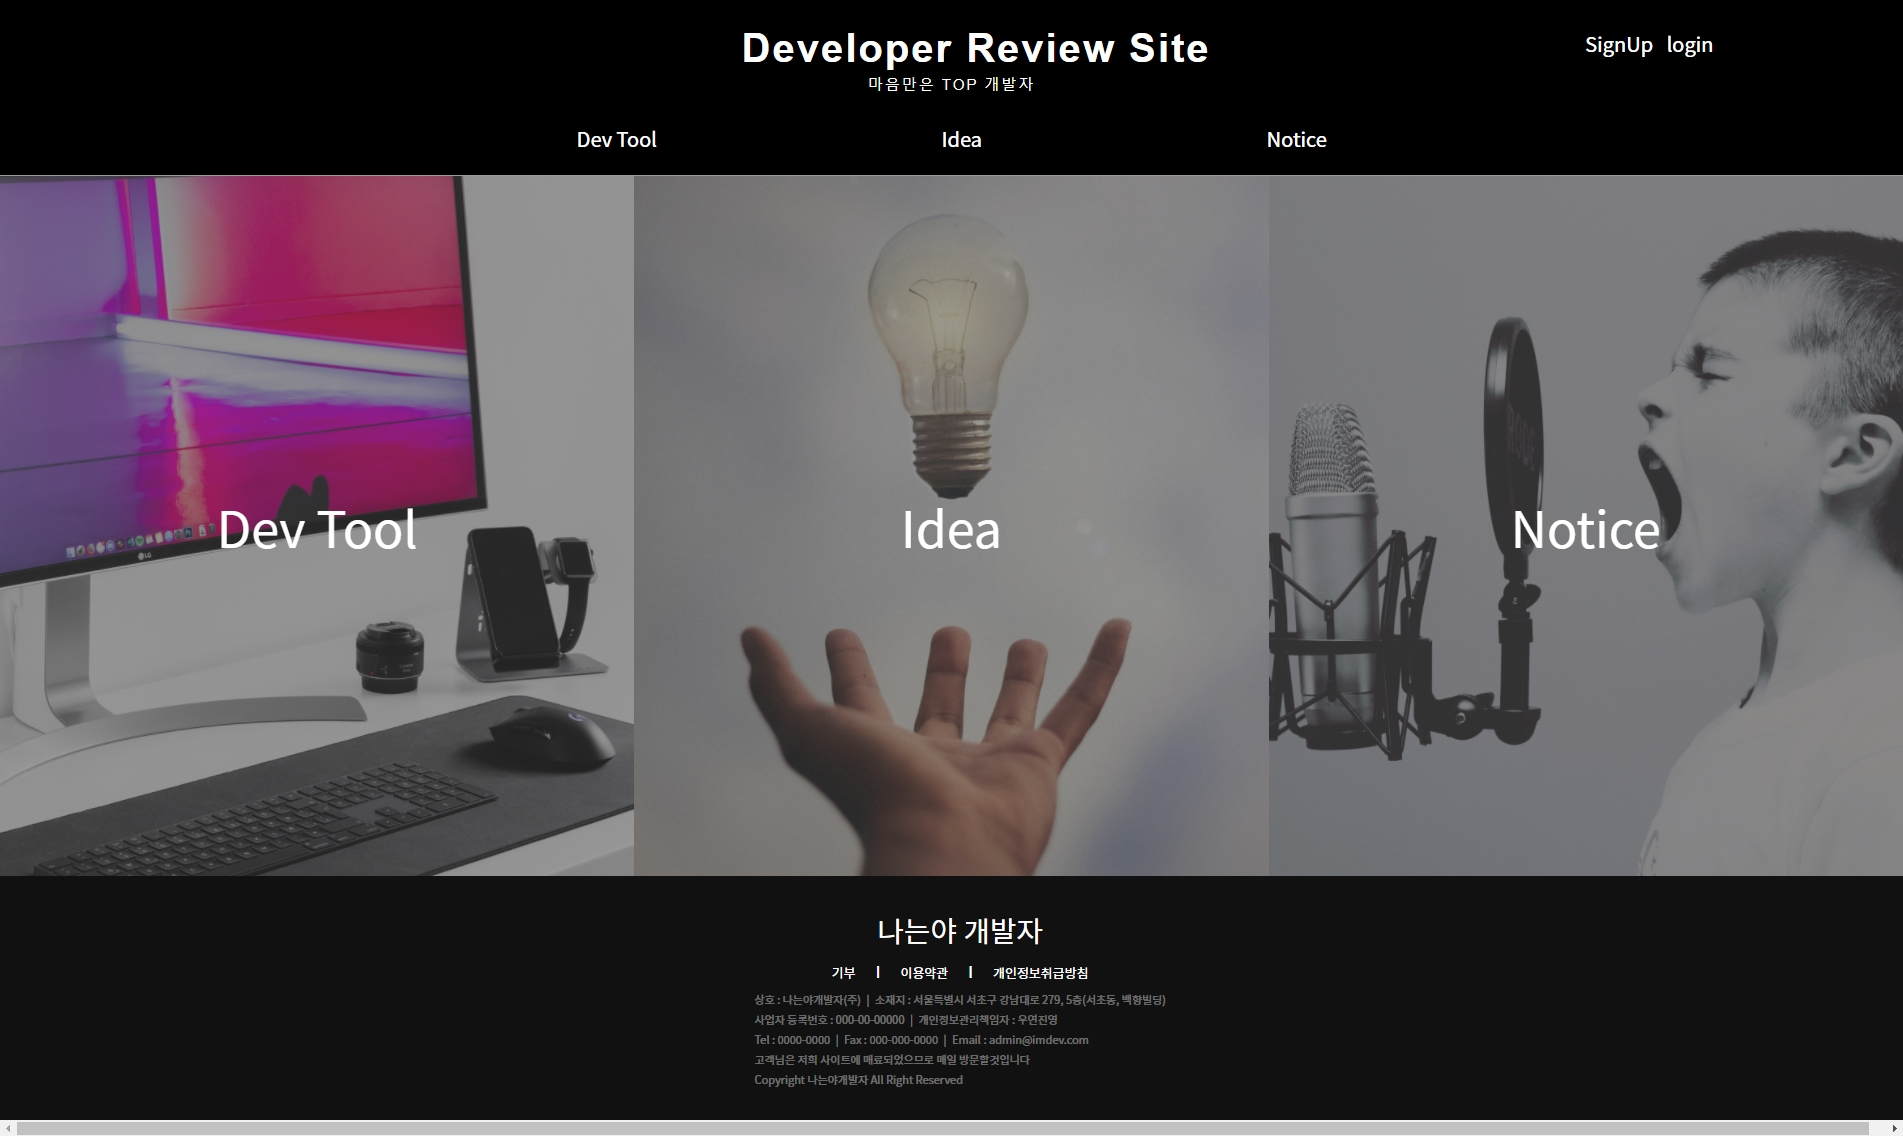 Developer Review Site
SignUp login
마음만은 TOP 개발자
Dev Tool Idea Notice
RODE
Dev Tool
Idea
Notice
LG
나는야 개발자
기부 | 이용약관 | 개인정보취급방침
상호 : 나는야개발자(주) | 소재지 : 서울특별시 서초구 강남대로 279, 5층(서초동, 백향빌딩)
사업자 등록번호 : 000-00-00000 | 개인정보관리책임자 : 우연진영
Tel : 0000-0000 | Fax : 000-000-0000 | Email : admin@imdev.com
고객님은 저희 사이트에 매료되었으므로 매일 방문할것입니다
Copyright 나는야개발자 All Right Reserved